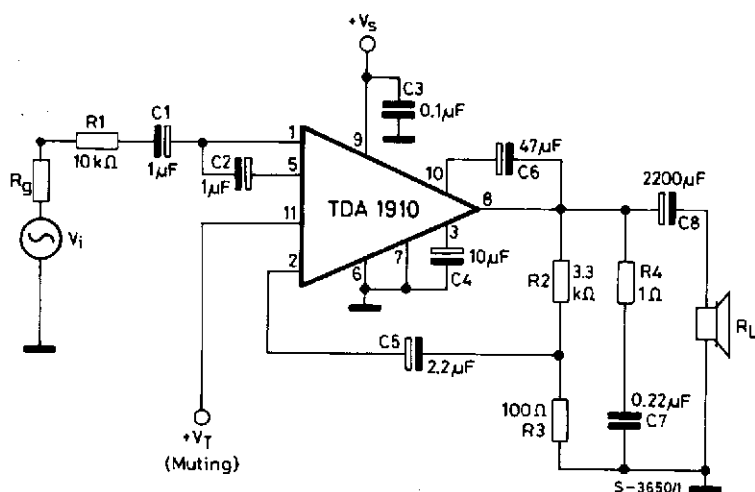 +Vs
C3
0.1µF
R1
10kΩ
C1
1µF
C2
1µF
Rg
Vi
1
5
11
2
9
10
8
3
7
6
TDA 1910
47µF
C6
10µF
C4
2200µF
C8
R2
3.3
kΩ
R4
1Ω
RL
C5
2.2µF
100Ω
R3
0.22µF
C7
+VT
(Muting)
S-3650/1